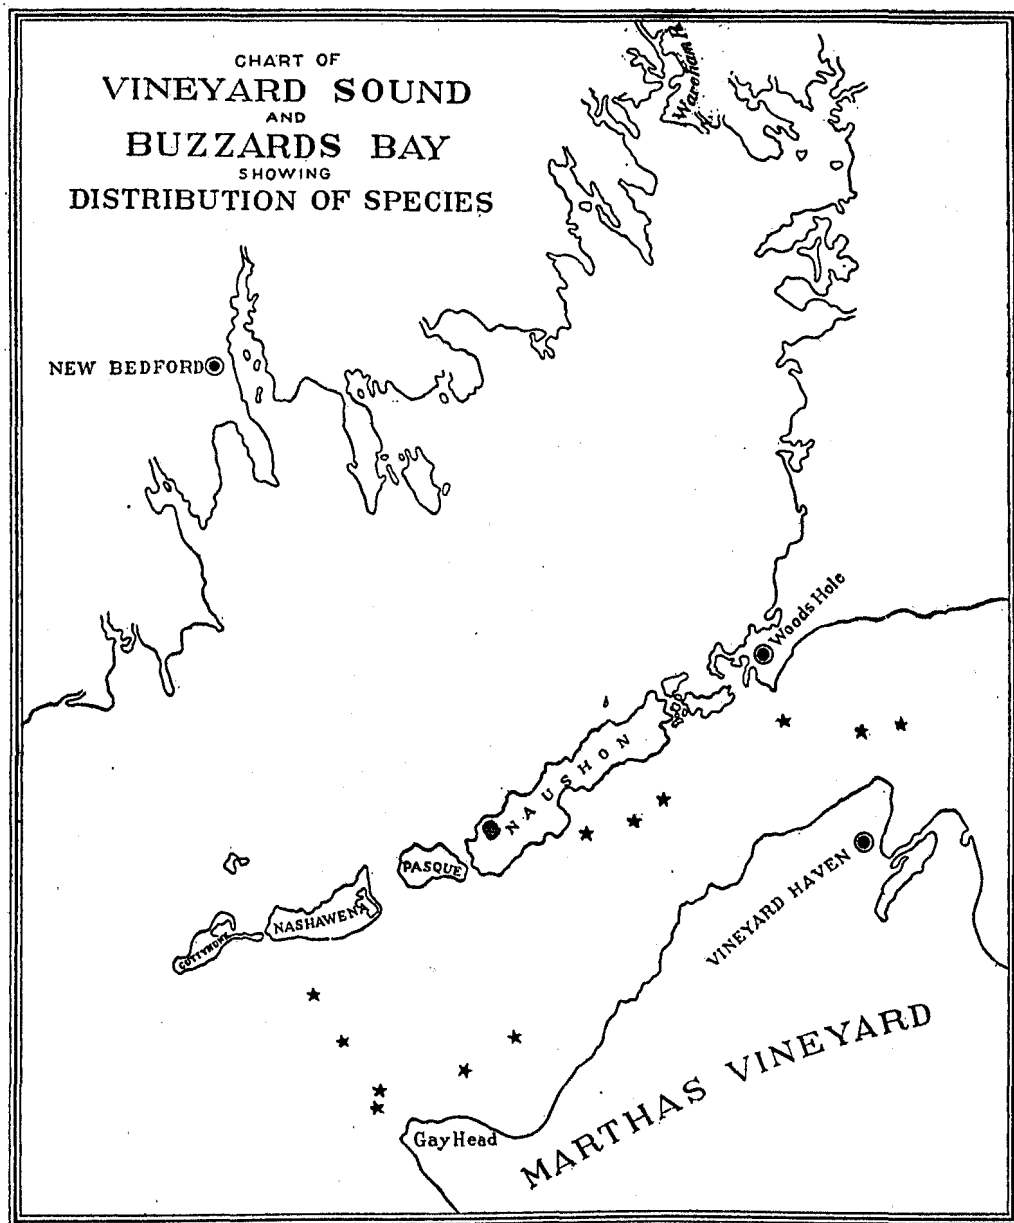 CHART OF
VINEYARD SOUND
AND
BUZZARDS BAY
SHOWING
DISTRIBUTION OF SPECIES
Wareham R.
NEW BEDFORD
Woods Hole
NAUSHON
PASQUE
NASHAWENA
CUTTYHUNK
VINEYARD HAVEN
MARTHAS VINEYARD
Gay Head